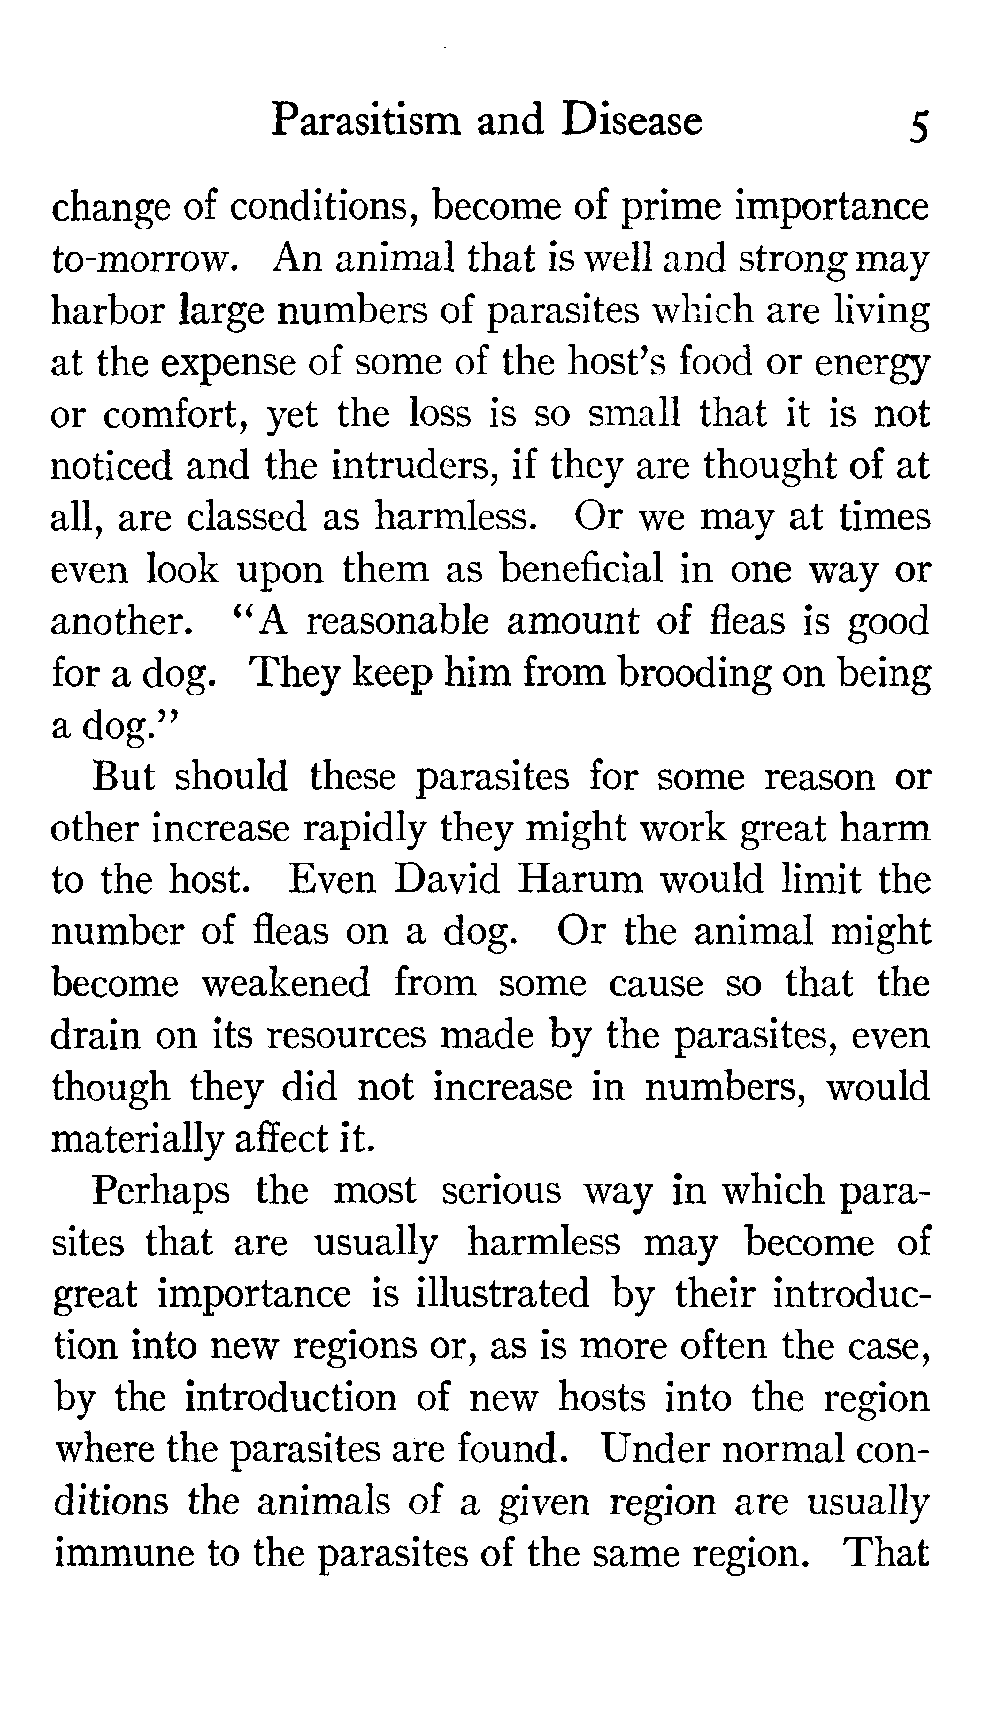 Parasitism and Disease 5
change of conditions, become of prime importance
to-morrow. An animal that is well and strong may
harbor large numbers of parasites which are living
at the expense of some of the host's food or energy
or comfort, yet the loss is so small that it is not
noticed and the intruders, if they are thought of at
all, are classed as harmless. Or we may at times
even look upon them as beneficial in one way or
another. "A reasonable amount of fleas is good
for a dog. They keep him from brooding on being
a dog."
But should these parasites for some reason or
other increase rapidly they might work great harm
to the host. Even David Harum would limit the
number of fleas on a dog. Or the animal might
become weakened from some cause so that the
drain on its resources made by the parasites, even
though they did not increase in numbers, would
materially affect it.
Perhaps the most serious way in which para-
sites that are usually harmless may become of
great importance is illustrated by their introduc-
tion into new regions or, as is more often the case,
by the introduction of new hosts into the region
where the parasites are found. Under normal con-
ditions the animals of a given region are usually
immune to the parasites of the same region. That